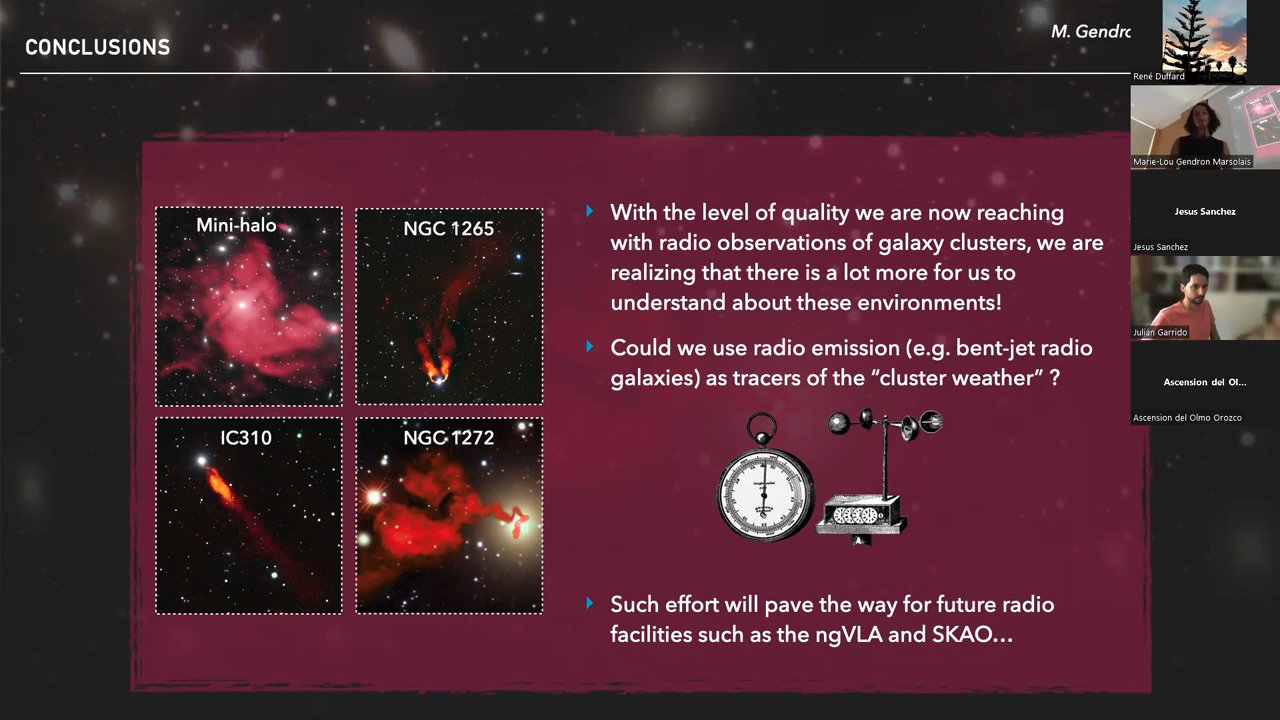 CONCLUSIONS
M. Gendro
René Duffard
Marie-Lou Gendron Marsolais
Jesus Sanchez
Jesus Sanchez
Julián Garrido
Ascension del Ol...
Ascension del Olmo Orozco
Mini-halo
NGC 1265
IC310
NGC 1272
With the level of quality we are now reaching
with radio observations of galaxy clusters, we are
realizing that there is a lot more for us to
understand about these environments!
Could we use radio emission (e.g. bent-jet radio
galaxies) as tracers of the “cluster weather” ?
Such effort will pave the way for future radio
facilities such as the ngVLA and SKAO...